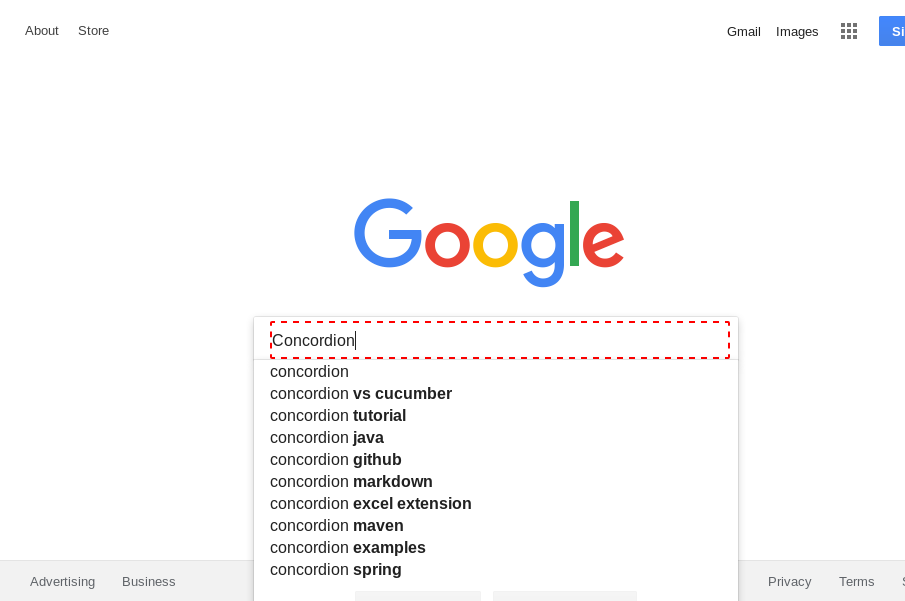 About Store Gmail Images Si
Google
Concordion
concordion
concordion vs cucumber
concordion tutorial
concordion java
concordion github
concordion markdown
concordion excel extension
concordion maven
concordion examples
concordion spring
Advertising Business Privacy Terms